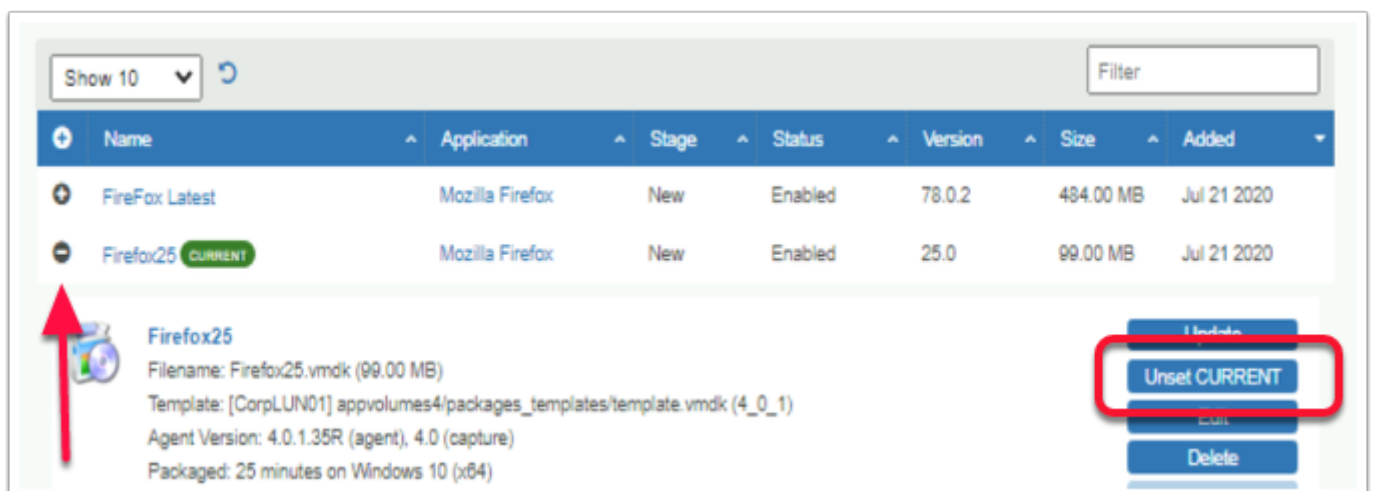 Show 10
Filter
Name Application Stage Status Version Size Added
FireFox Latest Mozilla Firefox New Enabled 78.0.2 484.00 MB Jul 21 2020
Firefox25 CURRENT Mozilla Firefox New Enabled 25.0 99.00 MB Jul 21 2020
Firefox25
Update
Filename: Firefox25.vmdk (99.00 MB)
Unset CURRENT
Template: [CorpLUN01] appvolumes4/packages_templates/template.vmdk (4_0_1)
Edit
Agent Version: 4.0.1.35R (agent), 4.0 (capture)
Delete
Packaged: 25 minutes on Windows 10 (x64)